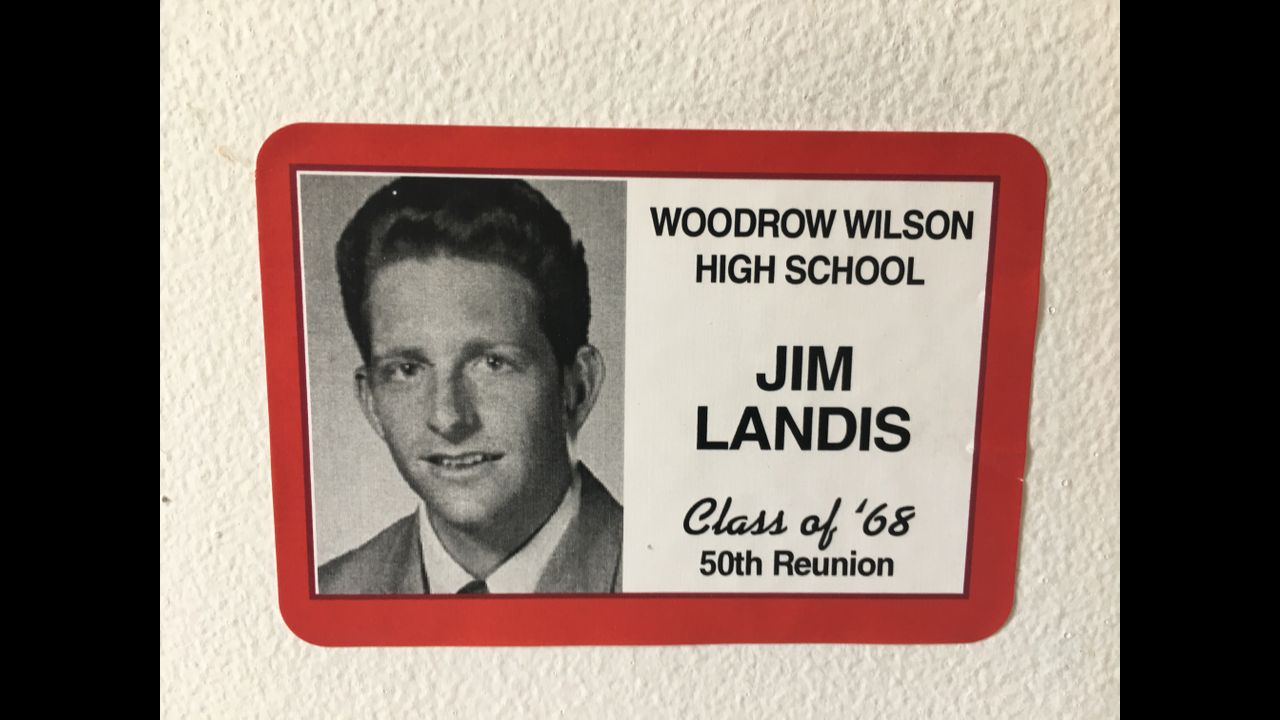 WOODROW WILSON
HIGH SCHOOL
JIM
LANDIS
Class of ‘68
50th Reunion